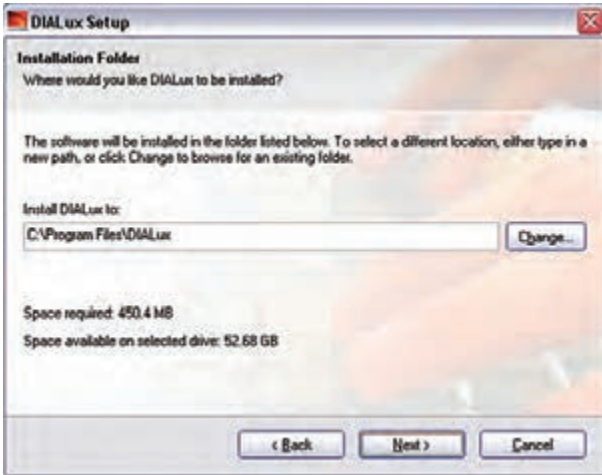 DIALux Setup
Installation Folder
Where would you like DIALux to be installed?
The software will be installed in the folder listed below. To select a different location, either type in a
new path, or click Change to browse for an existing folder.
Install DIALux to:
C:\Program Files\DIALux
Change...
Space required: 450.4 MB
Space available on selected drive: 52.68 GB
< Back
Next >
Cancel